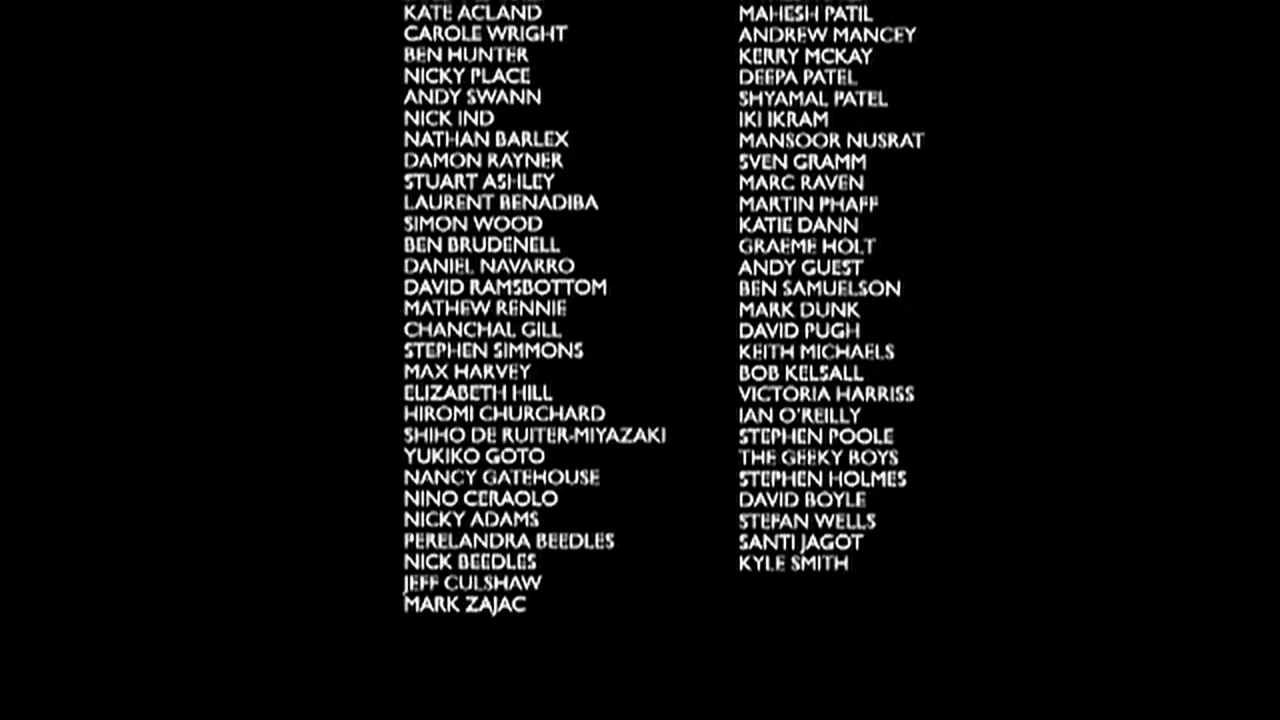 KATE ACLAND
CAROLE WRIGHT
BEN HUNTER
NICKY PLACE
ANDY SWANN
NICK IND
NATHAN BARLEX
DAMON RAYNER
STUART ASHLEY
LAURENT BENADIBA
SIMON WOOD
BEN BRUDENELL
DANIEL NAVARRO
DAVID RAMSBOTTOM
MATHEW RENNIE
CHANCHAL GILL
STEPHEN SIMMONS
MAX HARVEY
ELIZABETH HILL
HIROMI CHURCHARD
SHIHO DE RUITER-MIYAZAKI
YUKIKO GOTO
NANCY GATEHOUSE
NINO CERAOLO
NICKY ADAMS
PERELANDRA BEEDLES
NICK BEEDLES
JEFF CULSHAW
MARK ZAJAC
MAHESH PATIL
ANDREW MANCEY
KERRY MCKAY
DEEPA PATEL
SHYAMAL PATEL
IKI IKRAM
MANSOOR NUSRAT
SVEN GRAMM
MARC RAVEN
MARTIN PHAFF
KATIE DANN
GRAEME HOLT
ANDY GUEST
BEN SAMUELSON
MARK DUNK
DAVID PUGH
KEITH MICHAELS
BOB KELSALL
VICTORIA HARRISS
IAN O'REILLY
STEPHEN POOLE
THE GEEKY BOYS
STEPHEN HOLMES
DAVID BOYLE
STEFAN WELLS
SANTI JAGOT
KYLE SMITH